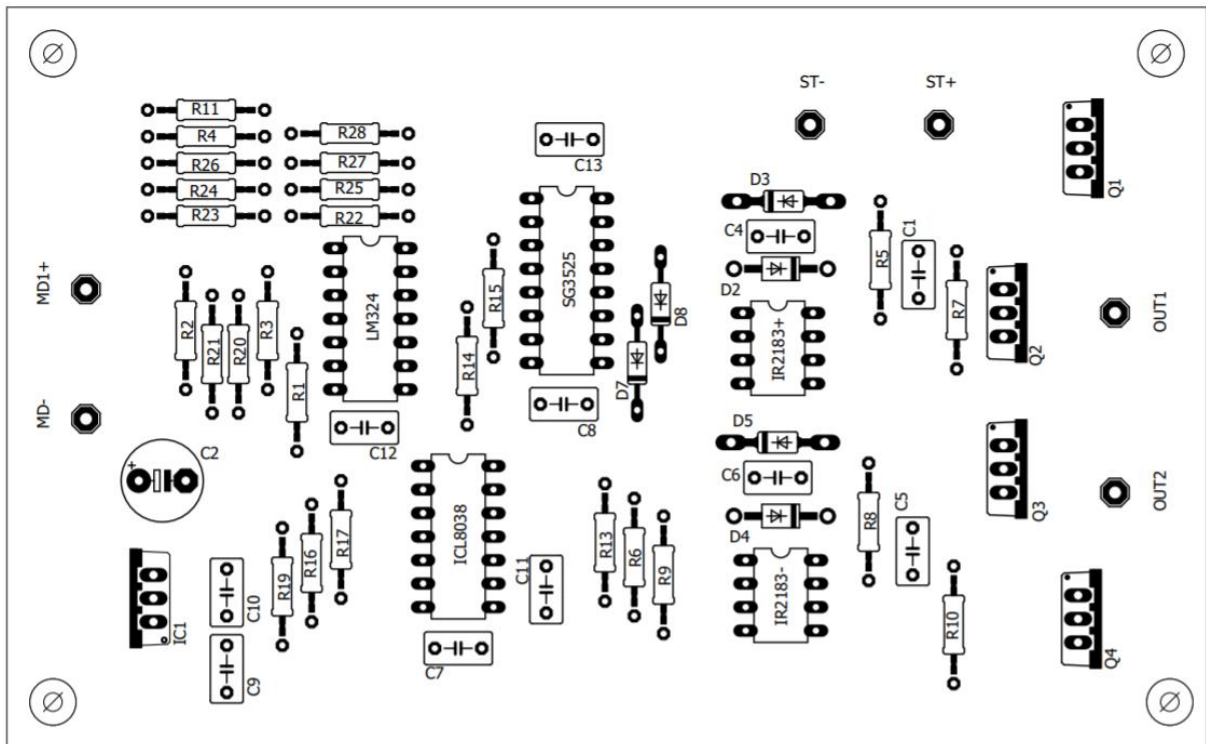 ST-
ST+
R11
R4
R26
R24
R23
R28
R27
R25
R22
C13
Q1
D3
C4
D2
R5
C1
R7
Q2
MD1+
MD-
OUT1
OUT2
R2
R21
R20
R3
R1
LM324
R14
R15
SG3525
D8
D7
IR2183+
C12
C8
C2
+
D5
C6
D4
IR2183-
R8
C5
R10
Q3
Q4
IC1
C10
C9
R19
R16
R17
ICL8038
C7
C11
R13
R6
R9